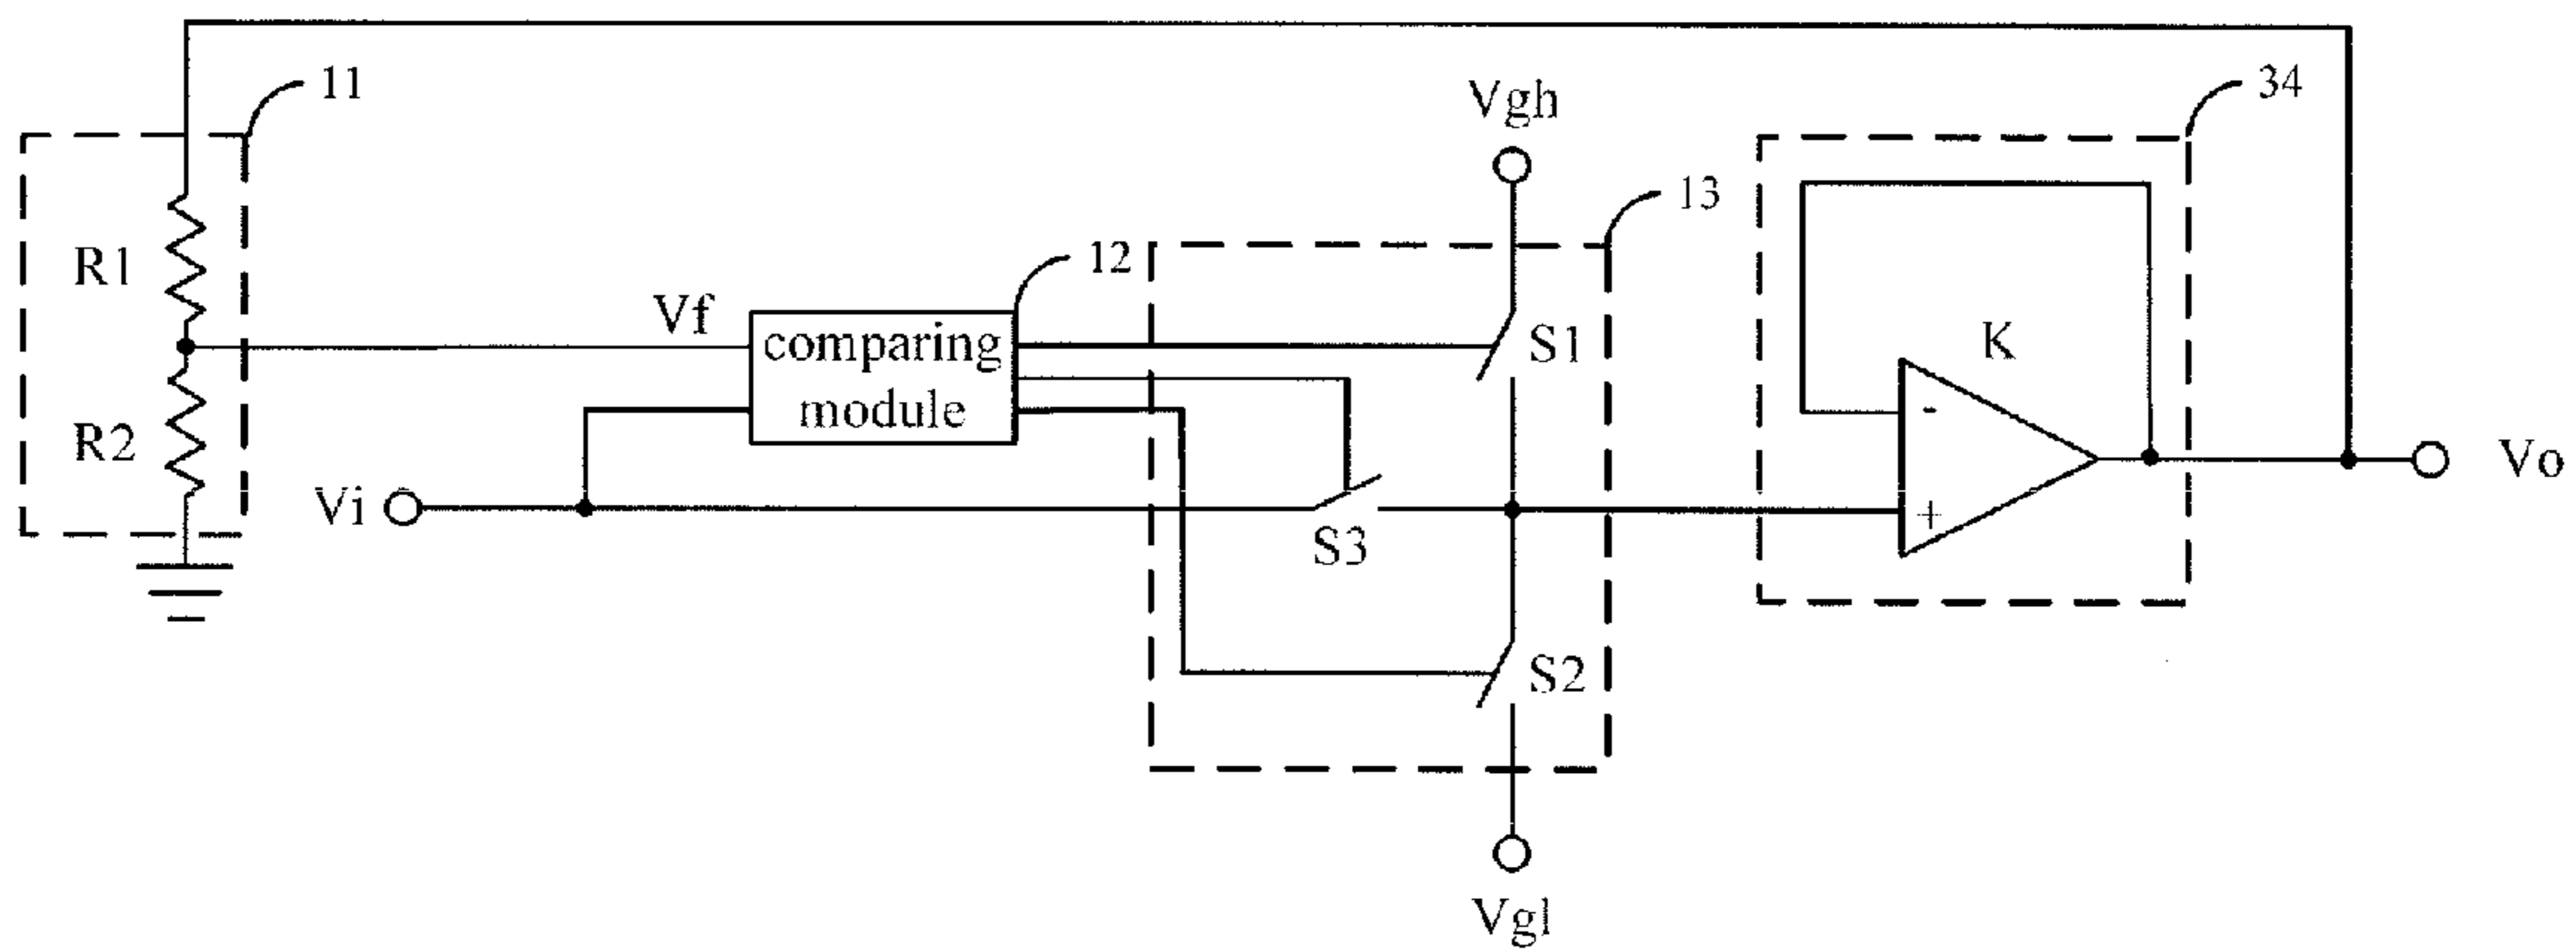 11
34
Vgh
13
R1
12
Vf
comparing
module
S1
K
-
R2
Vi
Vo
+
S3
S2
Vgl